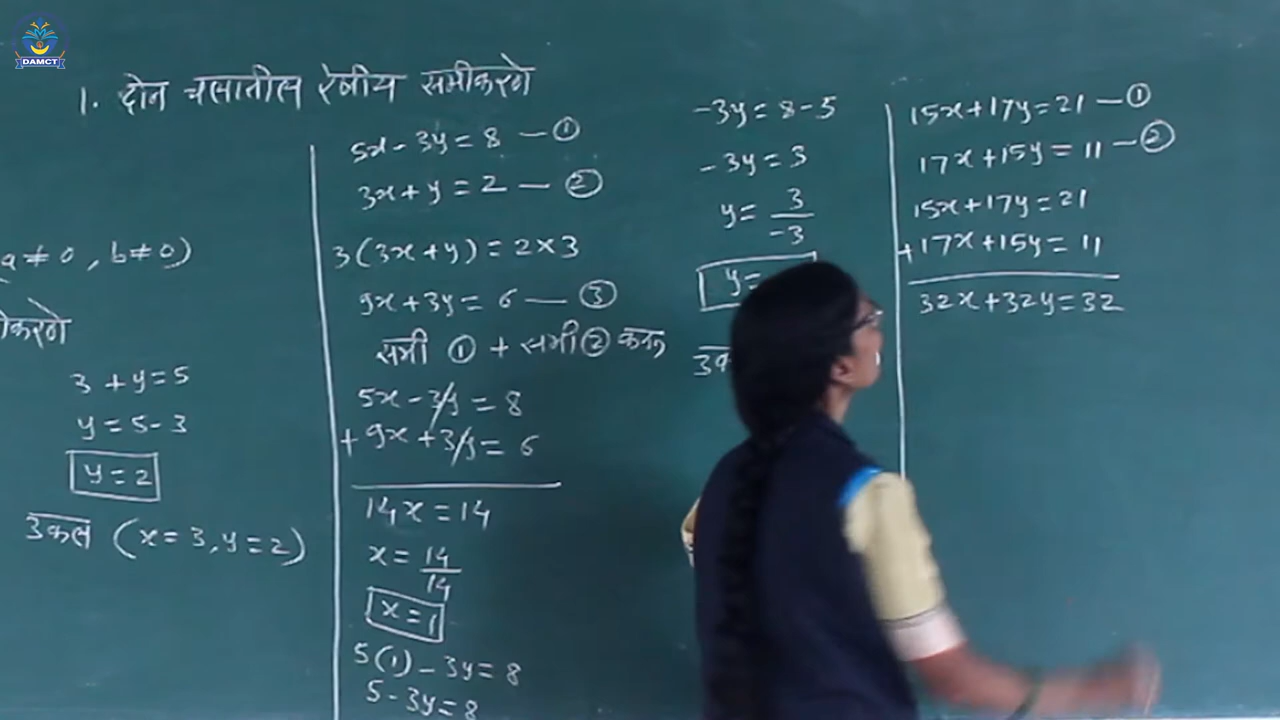 DAMCT
1. दोन चलातील रेषीय समीकरणे
a ≠ 0 , b ≠ 0)
3 + y = 5
y = 5 - 3
y = 2
उकल (x = 3, y = 2)
5x - 3y = 8 — ①
3x + y = 2 — ②
3(3x + y) = 2 × 3
9x + 3y = 6 — ③
समी ① + समी ② करून
5x - 3y = 8
+ 9x + 3y = 6
14x = 14
x = 14/14
x = 1
5(1) - 3y = 8
5 - 3y = 8
-3y = 8 - 5
-3y = 3
y = 3/-3
y =
15x + 17y = 21 — ①
17x + 15y = 11 — ②
15x + 17y = 21
+ 17x + 15y = 11
32x + 32y = 32